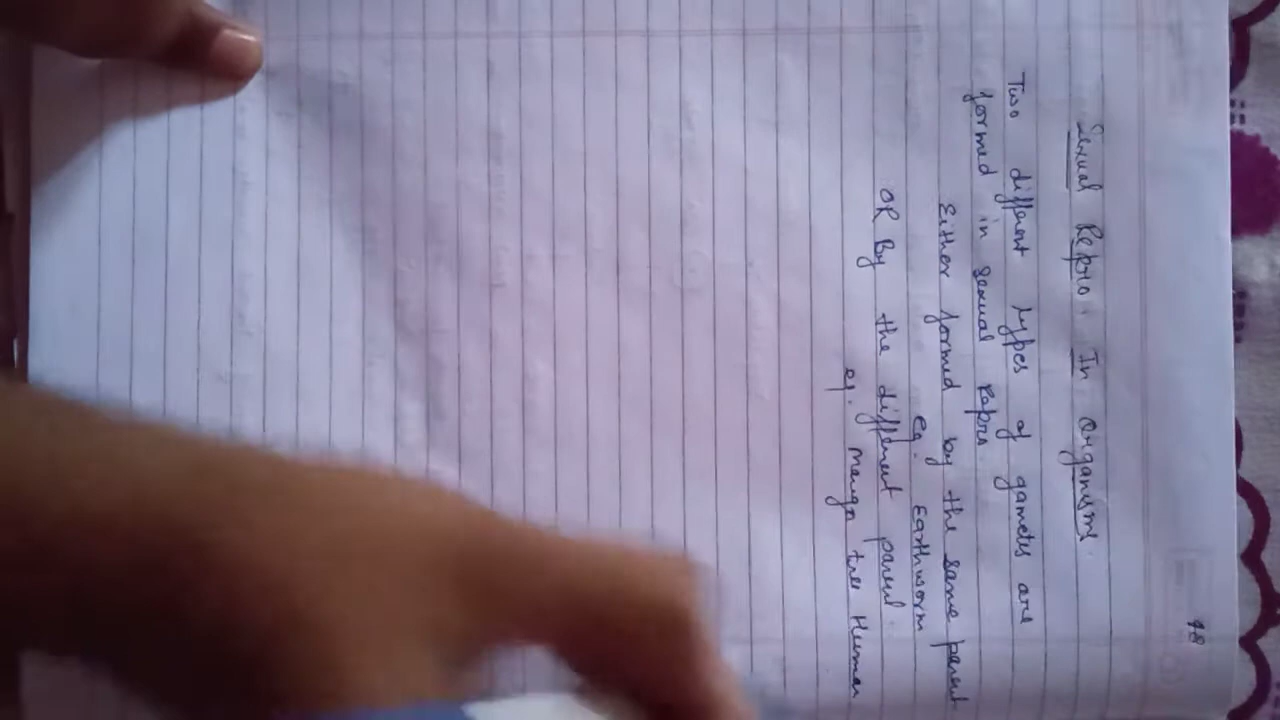 18
Sexual Repro. In organisms.
Two different types of gametes are
formed in sexual Repro
Either formed by the same parent
eg. Earthworm
OR By the different parent.
eg. mango tree Human